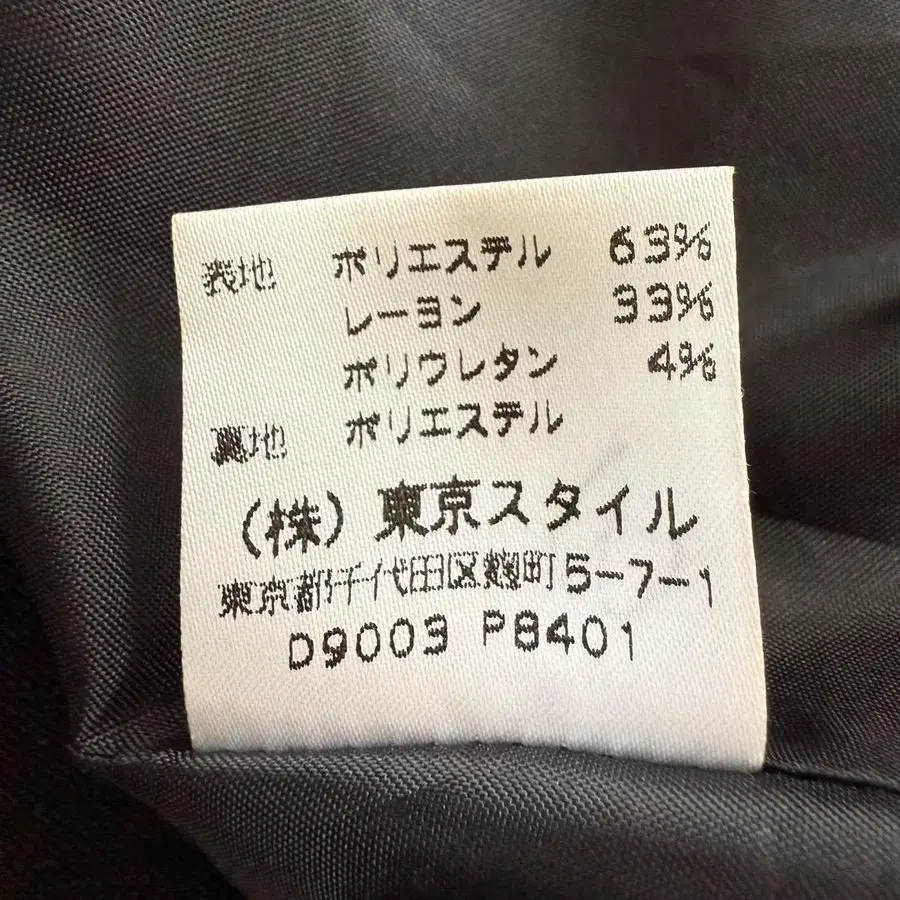 表地 ポリエステル 63%
レーヨン 33%
ポリウレタン 4%
裏地 ポリエステル
(株)東京スタイル
東京都千代田区麹町5-7-1
D9003 P8401